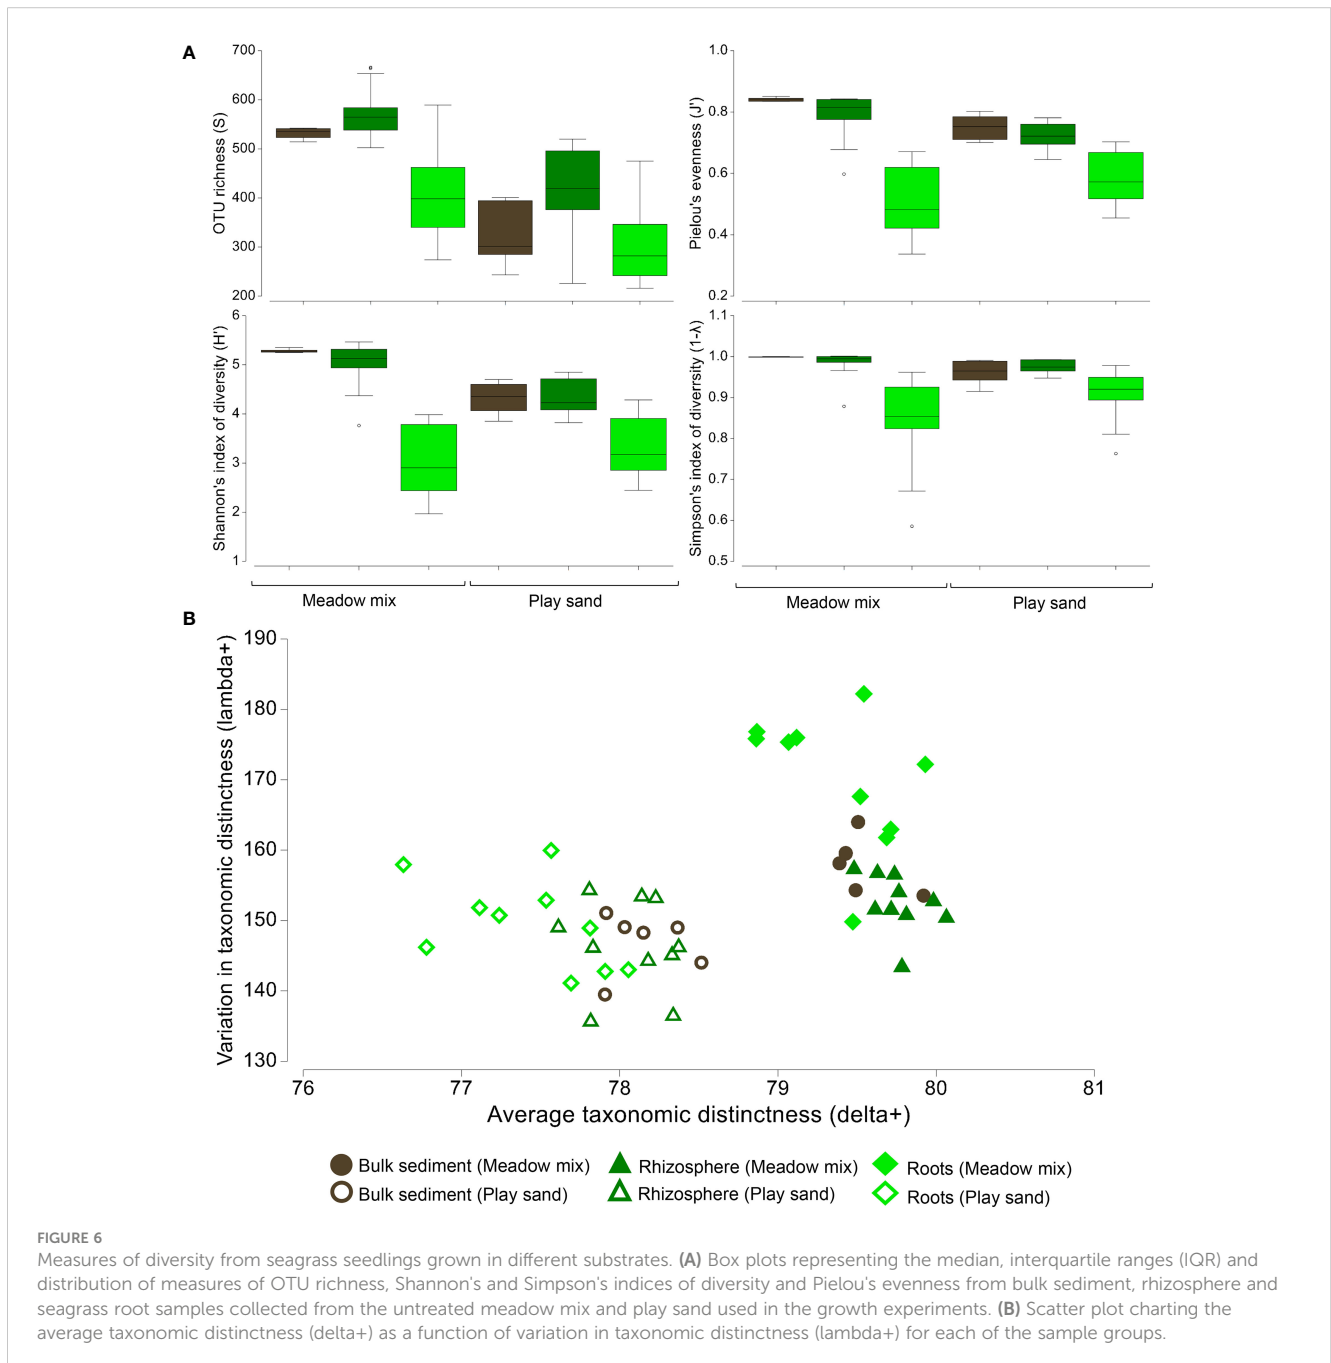 A
700
600
500
400
300
200
OTU richness (S)
1.0
0.8
0.6
0.4
0.2
Pielou's evenness (J')
6
5
4
3
2
1
Shannon's index of diversity (H')
Meadow mix
Play sand
1.1
1.0
0.9
0.8
0.7
0.6
0.5
Simpson's index of diverrsity (1-λ)
Meadow mix
Play sand
B
190
180
170
160
150
140
130
Variation in taxonomic distinctness (lambda+)
76 77 78 79 80 81
Average taxonomic distinctness (delta+)
Bulk sediment (Meadow mix)
Rhizosphere (Meadow mix)
Roots (Meadow mix)
Bulk sediment (Play sand)
Rhizosphere (Play sand)
Roots (Play sand)
FIGURE 6
Measures of diversity from seagrass seedlings grown in different substrates. (A) Box plots representing the median, interquartile ranges (IQR) and
distribution of measures of OTU richness, Shannon's and Simpson's indices of diversity and Pielou's evenness from bulk sediment, rhizosphere and
seagrass root samples collected from the untreated meadow mix and play sand used in the growth experiments. (B) Scatter plot charting the
average taxonomic distinctness (delta+) as a function of variation in taxonomic distinctness (lambda+) for each of the sample groups.